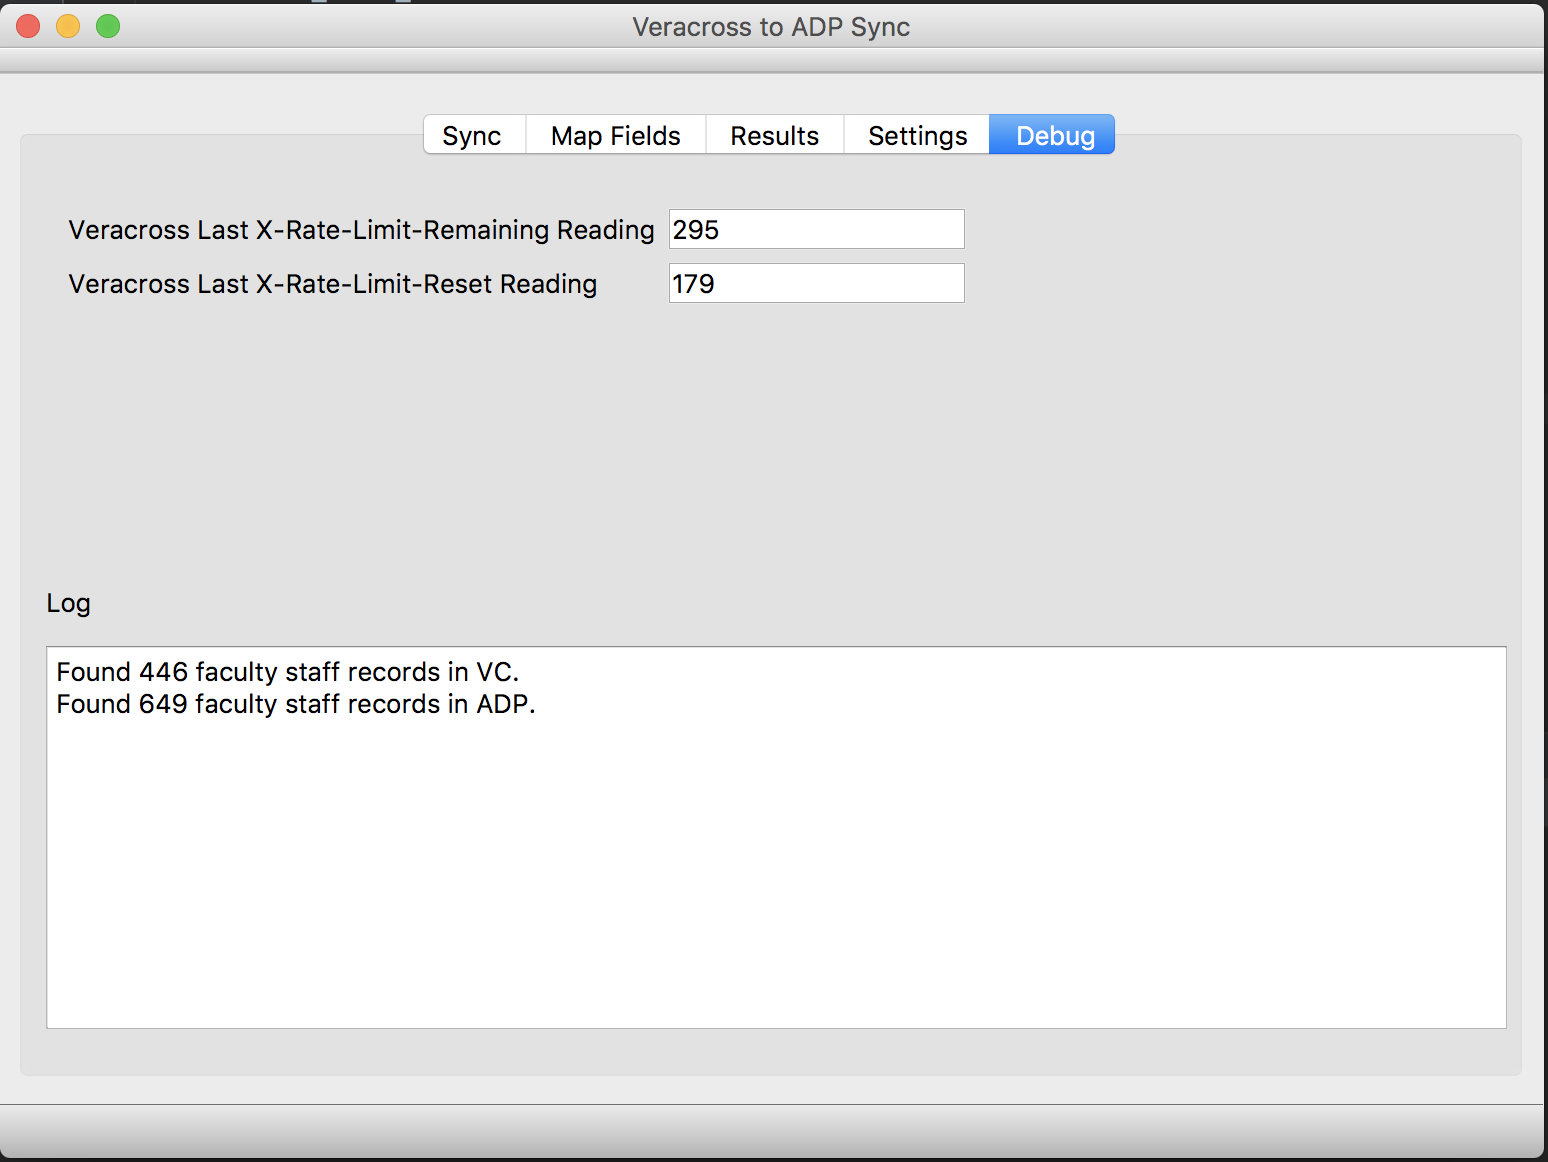 Veracross to ADP Sync
Sync Map Fields Results Settings Debug
Veracross Last X-Rate-Limit-Remaining Reading 295
Veracross Last X-Rate-Limit-Reset Reading 179
Log
Found 446 faculty staff records in VC.
Found 649 faculty staff records in ADP.